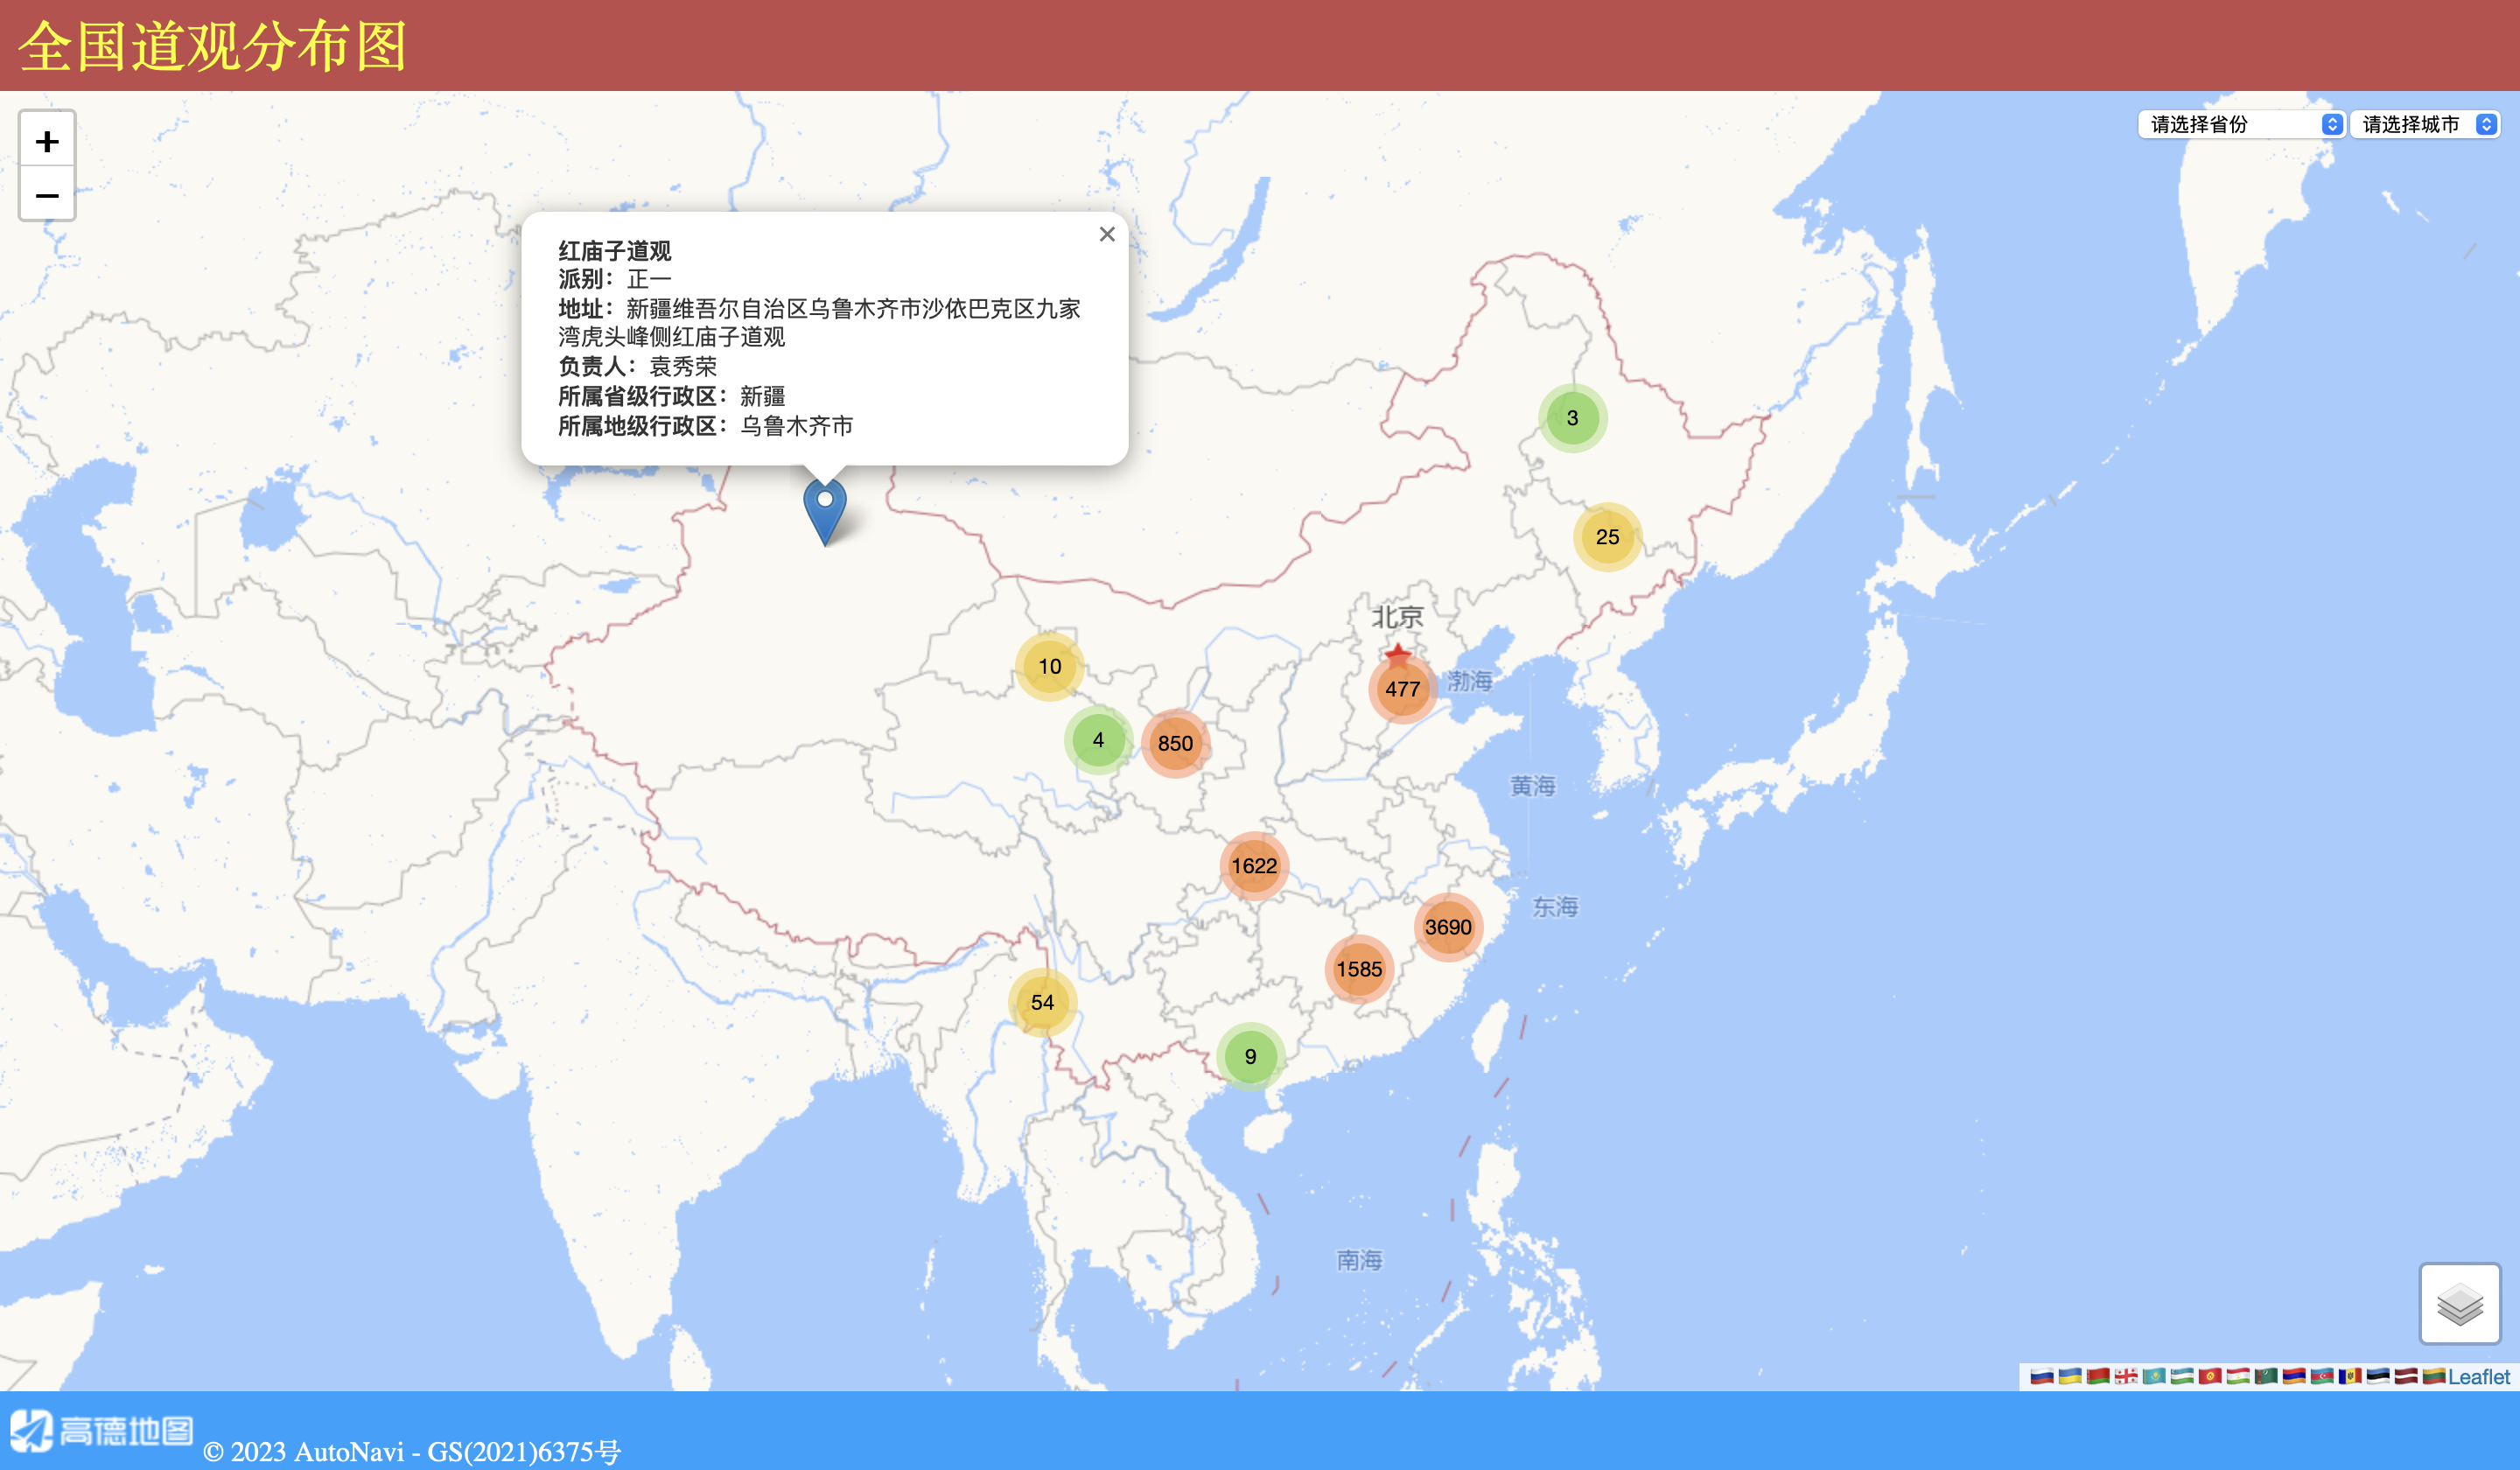 全国道观分布图
+
−
请选择省份
请选择城市
×
红庙子道观
派别：正一
地址：新疆维吾尔自治区乌鲁木齐市沙依巴克区九家
湾虎头峰侧红庙子道观
负责人：袁秀荣
所属省级行政区：新疆
所属地级行政区：乌鲁木齐市
3
25
北京
10
477
渤海
4
850
黄海
1622
东海
3690
1585
54
9
南海
Leaflet
高德地图
© 2023 AutoNavi - GS(2021)6375号